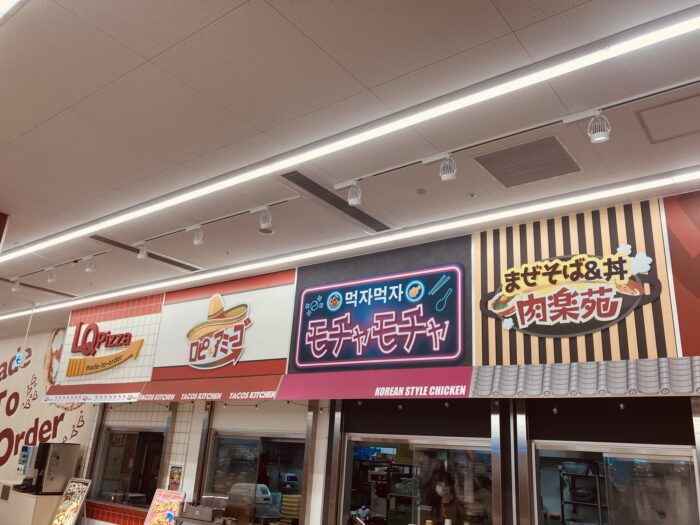 LQ Pizza
made-to-order
ロピ・アミーゴ
TACOS KITCHEN TACOS KITCHEN TACOS KITCHEN
먹자먹자
モチャモチャ
KOREAN STYLE CHICKEN
まぜそば&丼
肉楽苑
To
Order